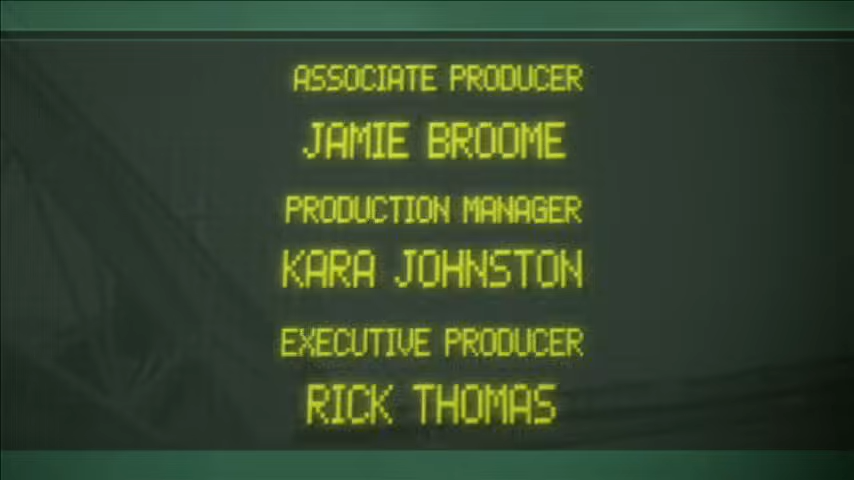 ASSOCIATE PRODUCER
JAMIE BROOME
PRODUCTION MANAGER
KARA JOHNSTON
EXECUTIVE PRODUCER
RICK THOMAS